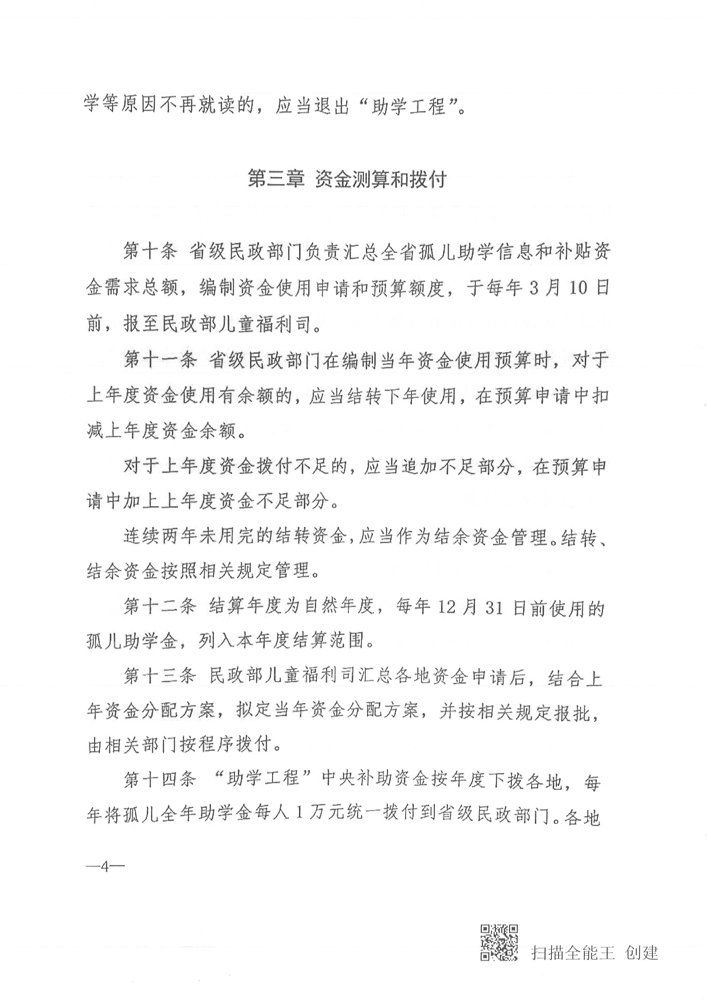 学等原因不再就读的，应当退出“助学工程”。
第三章 资金测算和拨付
第十条 省级民政部门负责汇总全省孤儿助学信息和补贴资
金需求总额，编制资金使用申请和预算额度，于每年 3 月 10 日
前，报至民政部儿童福利司。
第十一条 省级民政部门在编制当年资金使用预算时，对于
上年度资金使用有余额的，应当结转下年使用，在预算申请中扣
减上年度资金余额。
对于上年度资金拨付不足的，应当追加不足部分，在预算申
请中加上上年度资金不足部分。
连续两年未用完的结转资金，应当作为结余资金管理。结转、
结余资金按照相关规定管理。
第十二条 结算年度为自然年度，每年 12 月 31 日前使用的
孤儿助学金，列入本年度结算范围。
第十三条 民政部儿童福利司汇总各地资金申请后，结合上
年资金分配方案，拟定当年资金分配方案，并按相关规定报批，
由相关部门按程序拨付。
第十四条 “助学工程”中央补助资金按年度下拨各地，每
年将孤儿全年助学金每人 1 万元统一拨付到省级民政部门。各地
—4—
扫描全能王 创建